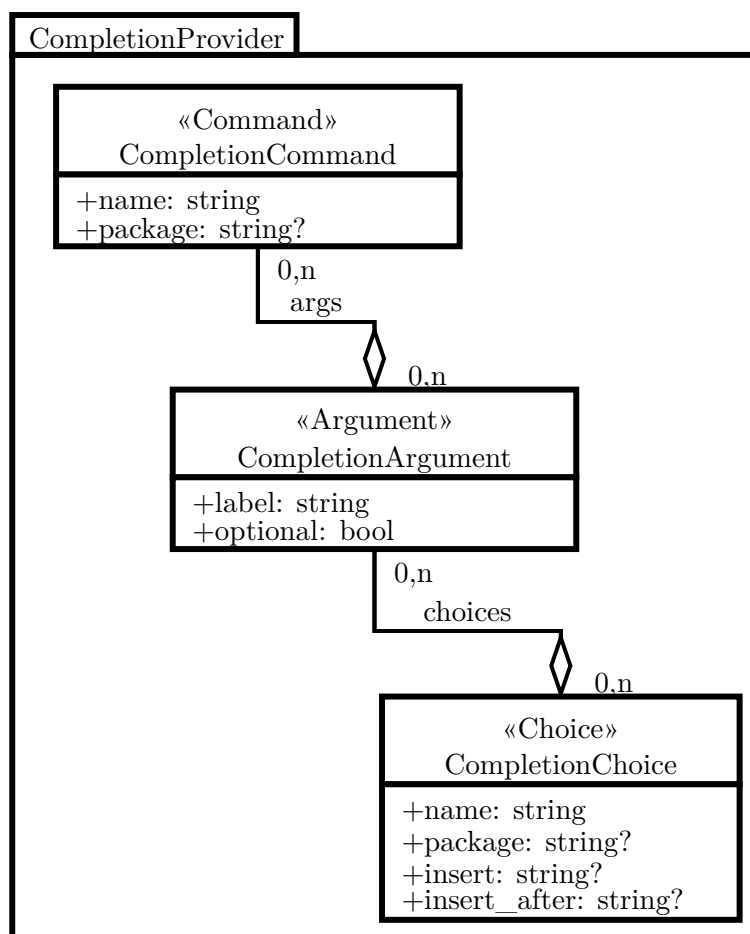 CompletionProvider
«Command»
CompletionCommand
+name: string
+package: string?
0,n
args
0,n
«Argument»
CompletionArgument
+label: string
+optional: bool
0,n
choices
0,n
«Choice»
CompletionChoice
+name: string
+package: string?
+insert: string?
+insert_after: string?